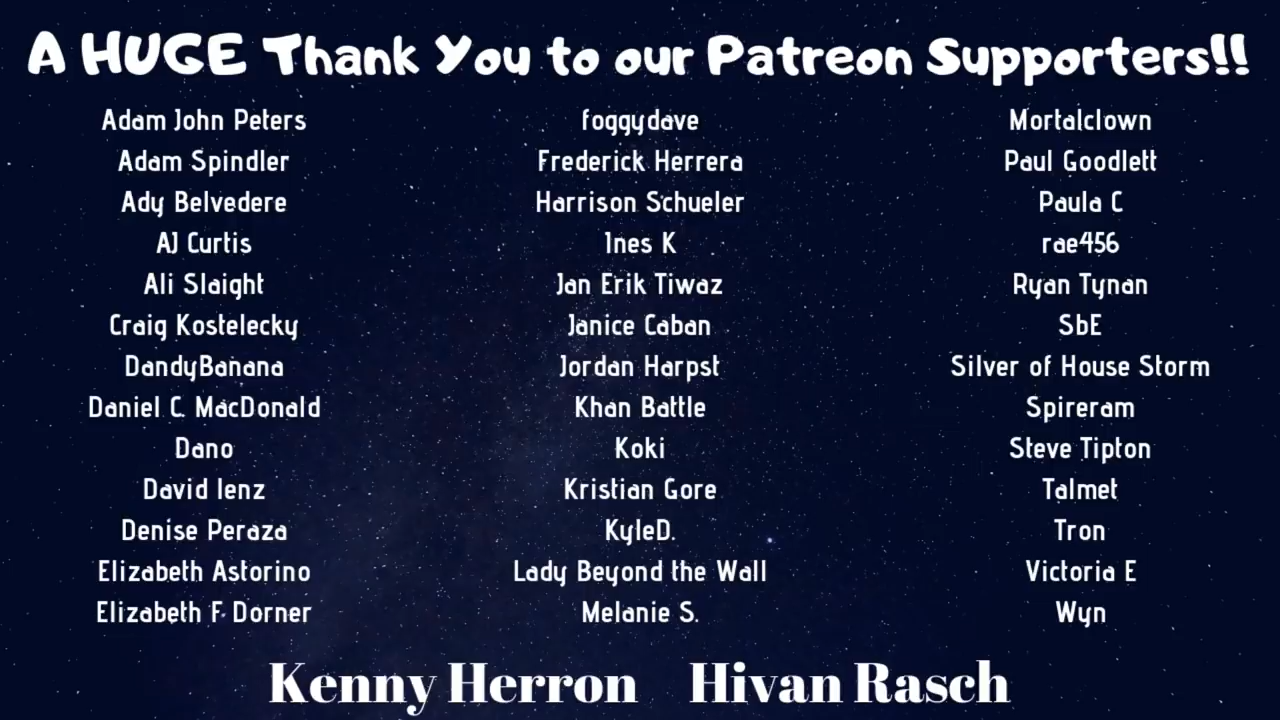 A HUGE Thank You to our Patreon Supporters!!
Adam John Peters
Adam Spindler
Ady Belvedere
AJ Curtis
Ali Slaight
Craig Kostelecky
DandyBanana
Daniel C. MacDonald
Dano
David lenz
Denise Peraza
Elizabeth Astorino
Elizabeth F Dorner
foggydave
Frederick Herrera
Harrison Schueler
Ines K
Jan Erik Tiwaz
Janice Caban
Jordan Harpst
Khan Battle
Koki
Kristian Gore
KyleD.
Lady Beyond the Wall
Melanie S.
Mortalclown
Paul Goodlett
Paula C
rae456
Ryan Tynan
SbE
Silver of House Storm
Spireram
Steve Tipton
Talmet
Tron
Victoria E
Wyn
Kenny Herron Hivan Rasch